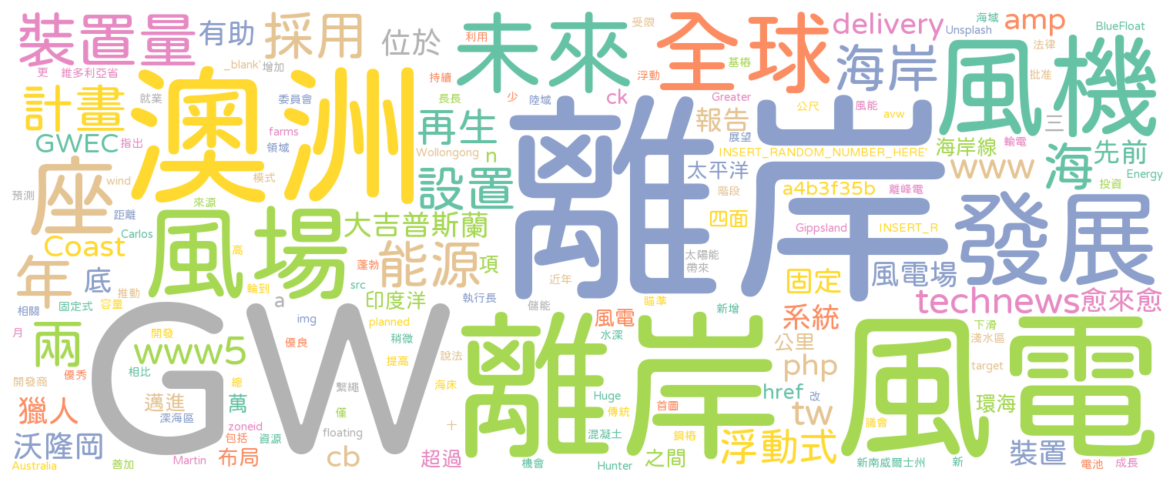 裝置量
有助
採用
位於
未來
利用
受限
全球
delivery
Unsplash
海域
amp
BlueFloat
_blank'
增加
更
維多利亞省
持續
浮動
基樁
海岸
法律
批准
風機
計畫
就業
委員會
澳洲
長長
少
陸域
ck
Greater
公尺
風能
avw
三
GWEC
指出
farms
領域
再生
報告
展望
INSERT_RANDOM_NUMBER_HERE'
海岸線
輸電
座
預測
wind
模式
Wollongong
n
離岸
太平洋
階段
www
海
先前
投資
Energy
距離
來源
設置
a4b3f35b
離峰電
Coast
Carlos
風場
大吉普斯蘭
四面
Gippsland
INSERT_R
發展
年
底
高
能源
項
近年
太陽能
帶來
固定
風電場
相關
固定式
推動
輪到
蓬勃
src
印度洋
執行長
儲能
瞄準
新增
technews
愈來愈
月
容量
a
img
planned
GW
兩
www5
開發
優良
稍微
離岸風電
風電
水深
系統
公里
下滑
淺水區
開發商
優秀
相比
趟
提高
說法
php
target
獵人
邁進
萬
繫繩
海床
Huge
首圖
href
環海
深海區
zoneid
僅
傳統
tw
改
沃隆岡
包括
資源
floating
十
混凝土
鋼樁
浮動式
議會
裝置
Australia
善加
Martin
布局
cb
超過
機會
Hunter
之間
新南威爾士州
新
電池
成長